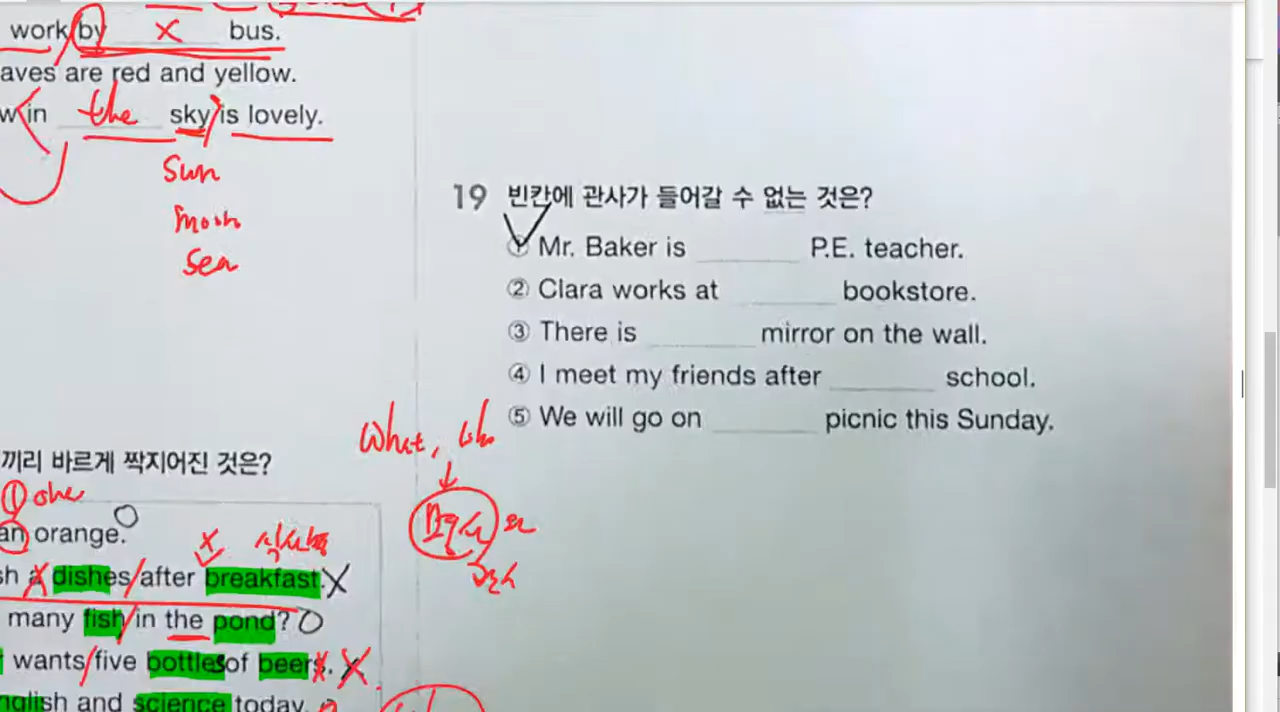 work by x bus.
aves are red and yellow.
w in the sky is lovely.
Sun
moon
Sea
19 빈칸에 관사가 들어갈 수 없는 것은?
① Mr. Baker is ______ P.E. teacher.
② Clara works at ______ bookstore.
③ There is ______ mirror on the wall.
④ I meet my friends after ______ school.
⑤ We will go on ______ picnic this Sunday.
What,
끼리 바르게 짝지어진 것은?
① one
an orange.
sh a dishes after breakfast. X
many fish in the pond? O
wants five bottles of beers. X
nglish and science today.